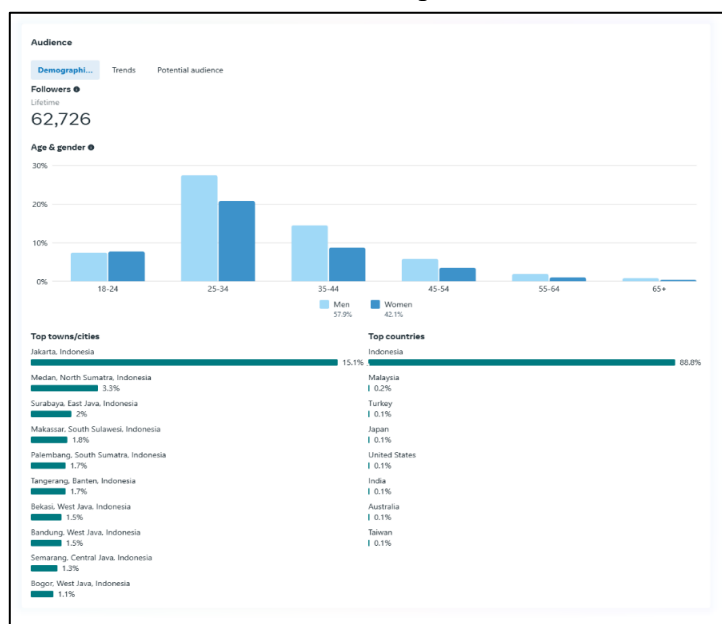 Audience
Demographi... Trends Potential audience
Followers
Lifetime
62,726
Age & gender
30%
20%
10%
0%
18-24 25-34 35-44 45-54 55-64 65+
Men Women
57.9% 42.1%
Top towns/cities
Jakarta, Indonesia
15.1%
Medan, North Sumatra, Indonesia
3.3%
Surabaya, East Java, Indonesia
2%
Makassar, South Sulawesi, Indonesia
1.8%
Palembang, South Sumatra, Indonesia
1.7%
Tangerang, Banten, Indonesia
1.7%
Bekasi, West Java, Indonesia
1.5%
Bandung, West Java, Indonesia
1.5%
Semarang, Central Java, Indonesia
1.3%
Bogor, West Java, Indonesia
1.1%
Top countries
Indonesia
88.8%
Malaysia
0.2%
Turkey
0.1%
Japan
0.1%
United States
0.1%
India
0.1%
Australia
0.1%
Taiwan
0.1%